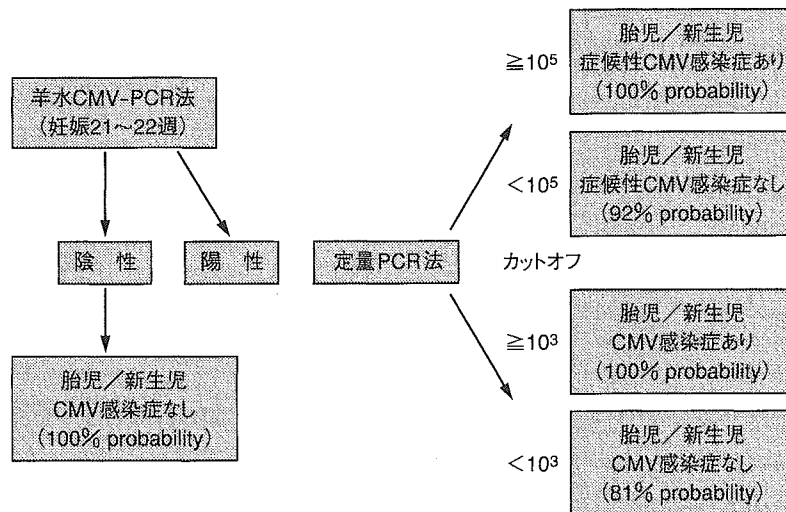 羊水CMV-PCR法
(妊娠21〜22週)
陰 性
陽 性
胎児/新生児
CMV感染症なし
(100% probability)
定量PCR法
カットオフ
≧10⁵
胎児/新生児
症候性CMV感染症あり
(100% probability)
<10⁵
胎児/新生児
症候性CMV感染症なし
(92% probability)
≧10³
胎児/新生児
CMV感染症あり
(100% probability)
<10³
胎児/新生児
CMV感染症なし
(81% probability)